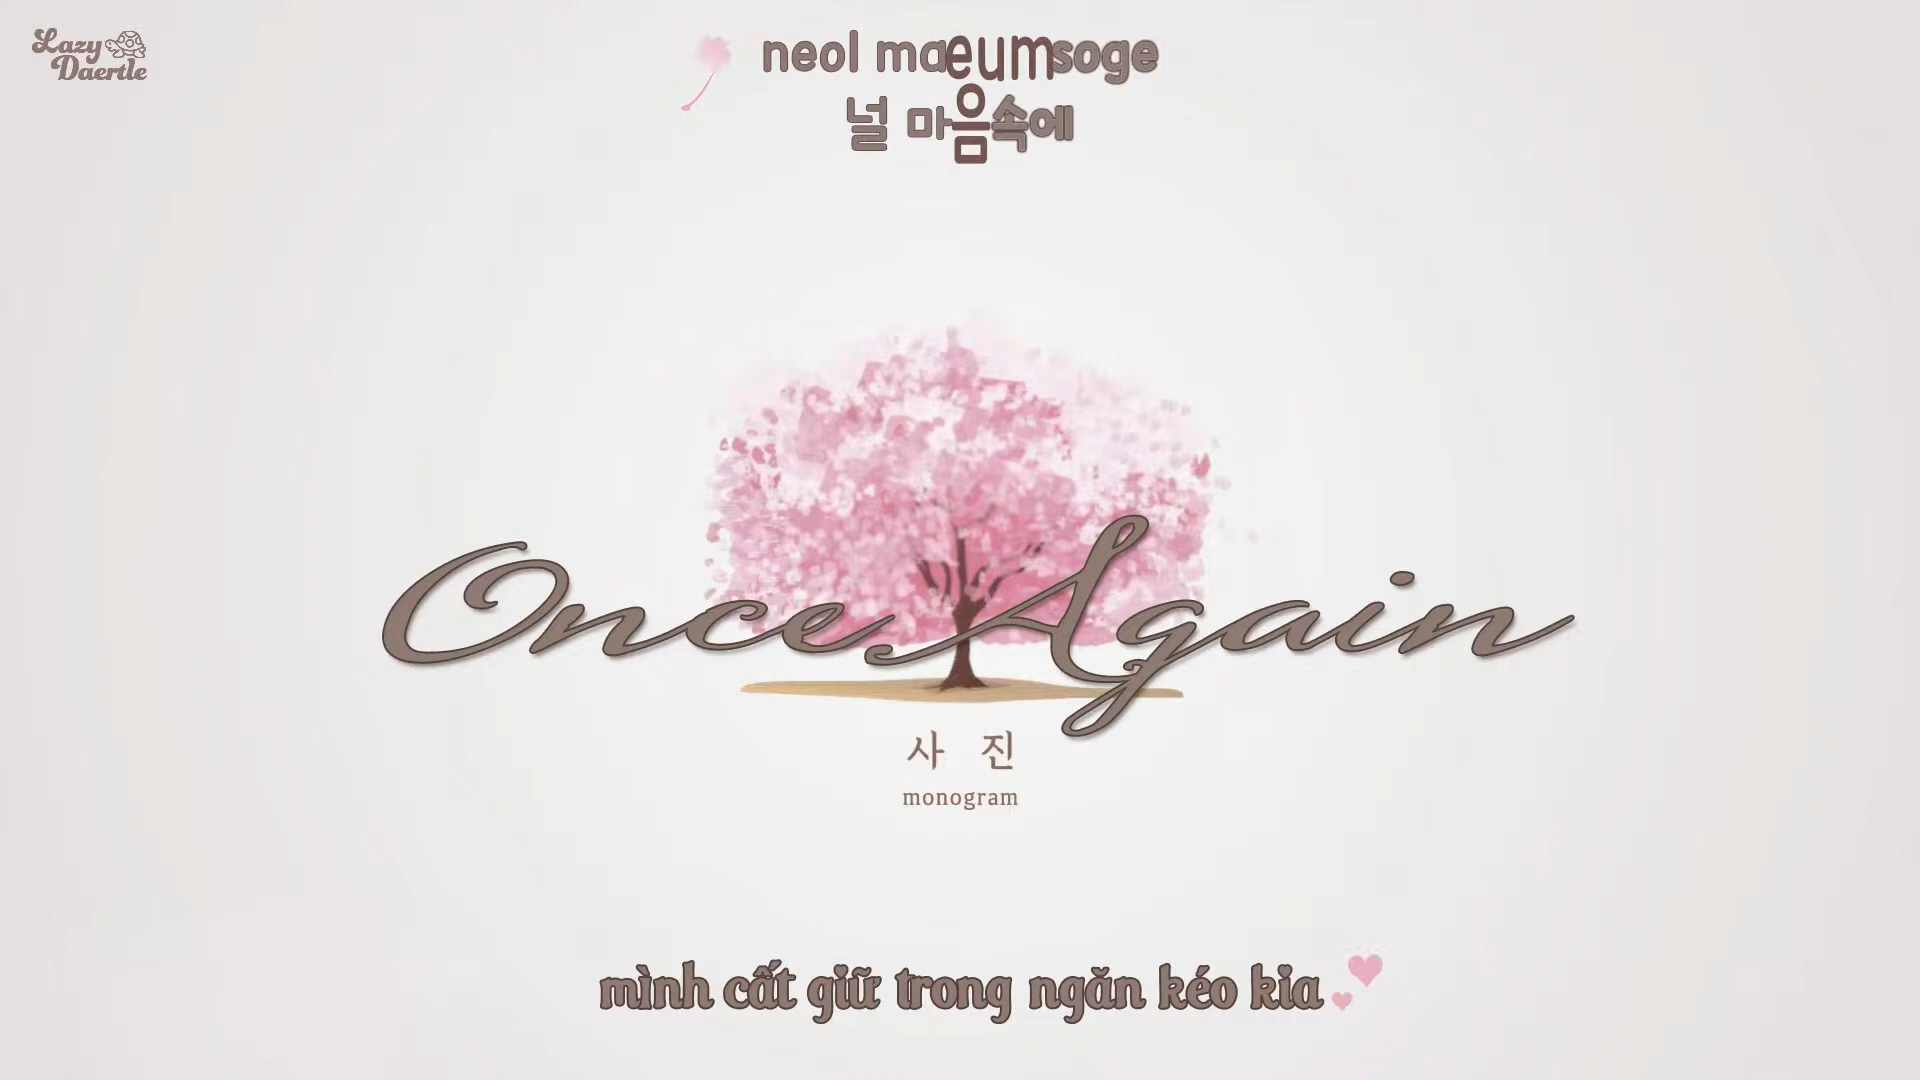 Lazy
Daertle
neol maeumsoge
널 마음속에
Once Again
사 진
monogram
mình cất giữ trong ngăn kéo kia